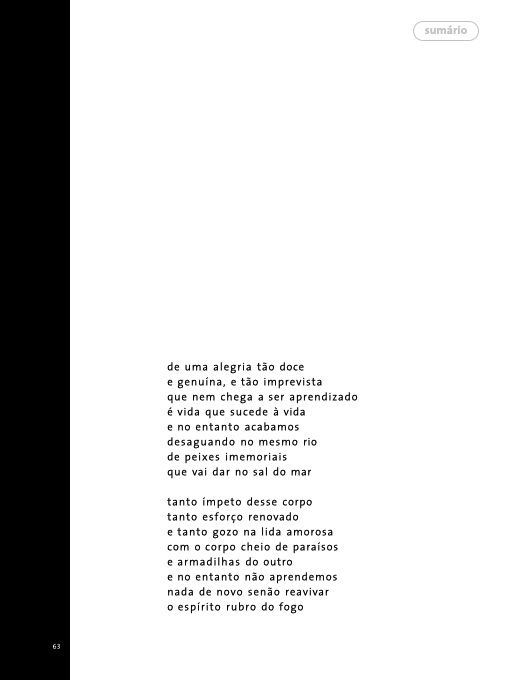 sumário
de uma alegria tão doce
e genuína, e tão imprevista
que nem chega a ser aprendizado
é vida que sucede à vida
e no entanto acabamos
desaguando no mesmo rio
de peixes imemoriais
que vai dar no sal do mar

tanto ímpeto desse corpo
tanto esforço renovado
e tanto gozo na lida amorosa
com o corpo cheio de paraísos
e armadilhas do outro
e no entanto não aprendemos
nada de novo senão reavivar
o espírito rubro do fogo
63